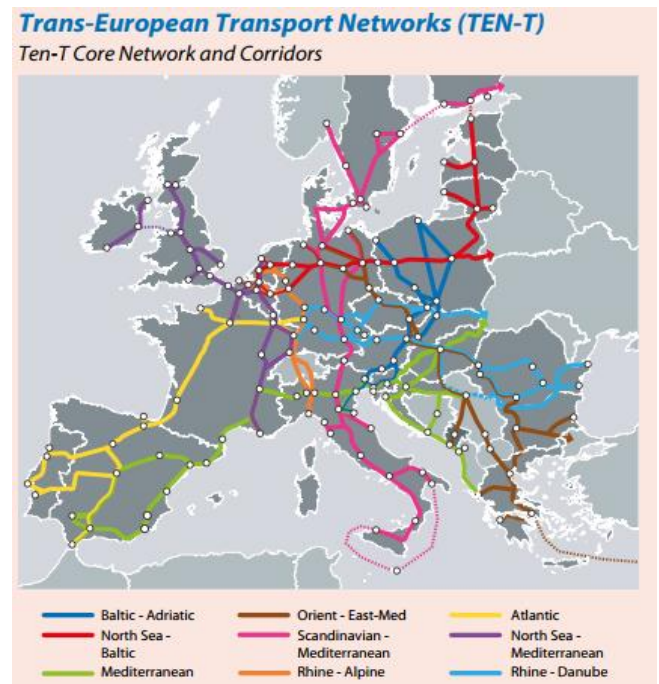 Trans-European Transport Networks (TEN-T)
Ten-T Core Network and Corridors
Baltic - Adriatic
Orient - East-Med
Atlantic
North Sea -
Baltic
Scandinavian -
Mediterranean
North Sea -
Mediterranean
Mediterranean
Rhine - Alpine
Rhine - Danube